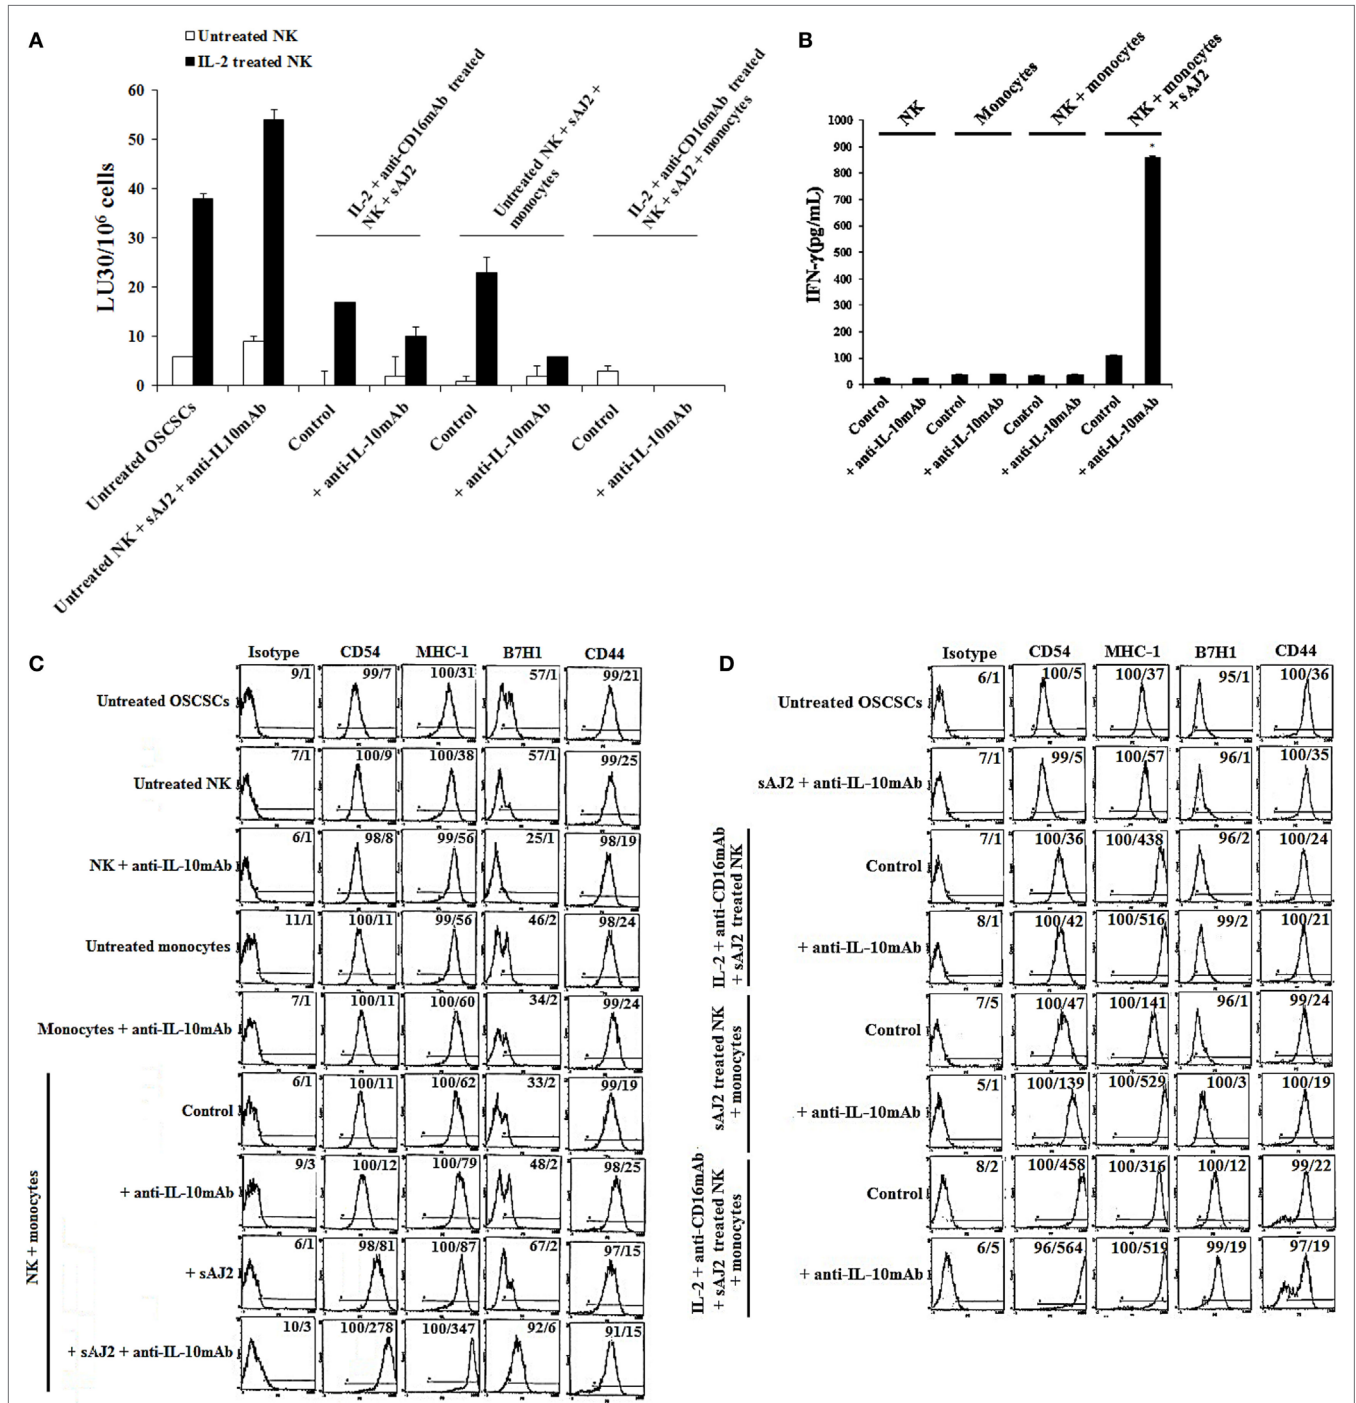 A
Untreated NK
IL-2 treated NK
LU30/10⁶ cells
60
50
40
30
20
10
0
IL-2 + anti-CD16mAb treated
NK + sAJ2
Untreated NK + sAJ2 +
monocytes
IL-2 + anti-CD16mAb treated
NK + sAJ2 + monocytes
Untreated OSCSCs
Untreated NK + sAJ2 + anti-IL10mAb
Control
+ anti-IL-10mAb
Control
+ anti-IL-10mAb
Control
+ anti-IL-10mAb
B
NK
Monocytes
NK + monocytes
NK + monocytes
+ sAJ2
IFN-γ(pg/mL)
1000
900
800
700
600
500
400
300
200
100
0
*
Control
+ anti-IL-10mAb
Control
+ anti-IL-10mAb
Control
+ anti-IL-10mAb
Control
+ anti-IL-10mAb
C
Isotype CD54 MHC-1 B7H1 CD44
Untreated OSCSCs 9/1 99/7 100/31 57/1 99/21
Untreated NK 7/1 100/9 100/38 57/1 99/25
NK + anti-IL-10mAb 6/1 98/8 99/56 25/1 98/19
Untreated monocytes 11/1 100/11 99/56 46/2 98/24
Monocytes + anti-IL-10mAb 7/1 100/11 100/60 34/2 99/24
NK + monocytes
Control 6/1 100/11 100/62 33/2 99/19
+ anti-IL-10mAb 9/3 100/12 100/79 48/2 98/25
+ sAJ2 6/1 98/81 100/87 67/2 97/15
+ sAJ2 + anti-IL-10mAb 10/3 100/278 100/347 92/6 91/15
D
Isotype CD54 MHC-1 B7H1 CD44
Untreated OSCSCs 6/1 100/5 100/37 95/1 100/36
sAJ2 + anti-IL-10mAb 7/1 99/5 100/57 96/1 100/35
IL-2 + anti-CD16mAb
+ sAJ2 treated NK
Control 7/1 100/36 100/438 96/2 100/24
+ anti-IL-10mAb 8/1 100/42 100/516 99/2 100/21
sAJ2 treated NK
+ monocytes
Control 7/5 100/47 100/141 96/1 99/24
+ anti-IL-10mAb 5/1 100/139 100/529 100/3 100/19
IL-2 + anti-CD16mAb
+ sAJ2 treated NK
+ monocytes
Control 8/2 100/458 100/316 100/12 99/22
+ anti-IL-10mAb 6/5 96/564 100/519 99/19 97/19